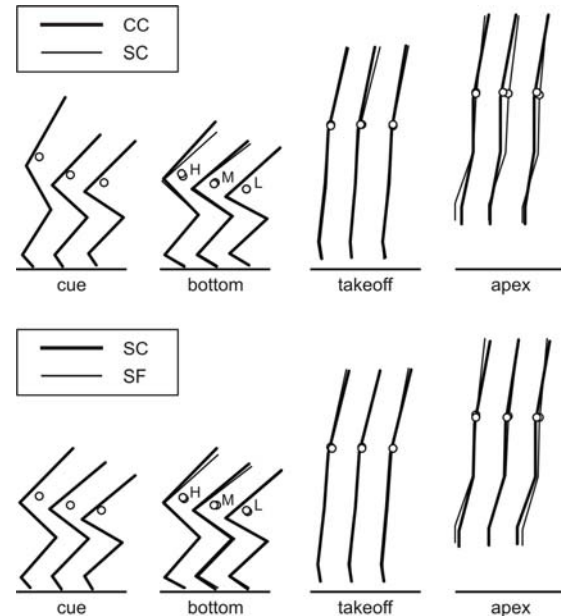 CC
SC
H
M
L
cue bottom takeoff apex
SC
SF
H
M
L
cue bottom takeoff apex